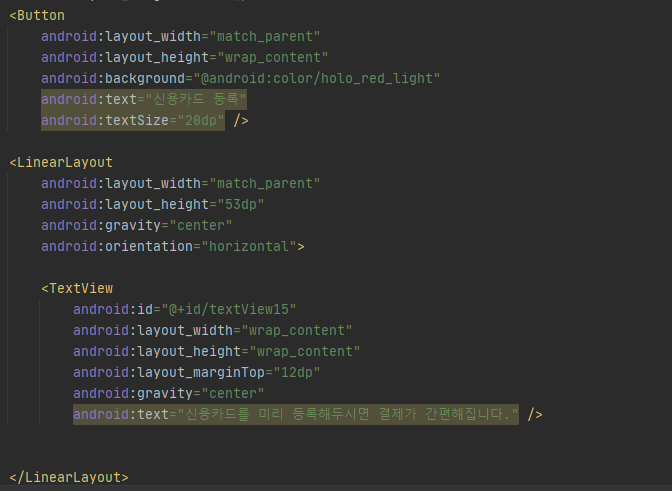 <Button
android:layout_width="match_parent"
android:layout_height="wrap_content"
android:background="@android:color/holo_red_light"
android:text="신용카드 등록"
android:textSize="20dp" />
<LinearLayout
android:layout_width="match_parent"
android:layout_height="53dp"
android:gravity="center"
android:orientation="horizontal">
<TextView
android:id="@+id/textView15"
android:layout_width="wrap_content"
android:layout_height="wrap_content"
android:layout_marginTop="12dp"
android:gravity="center"
android:text="신용카드를 미리 등록해두시면 결제가 간편해집니다." />
</LinearLayout>